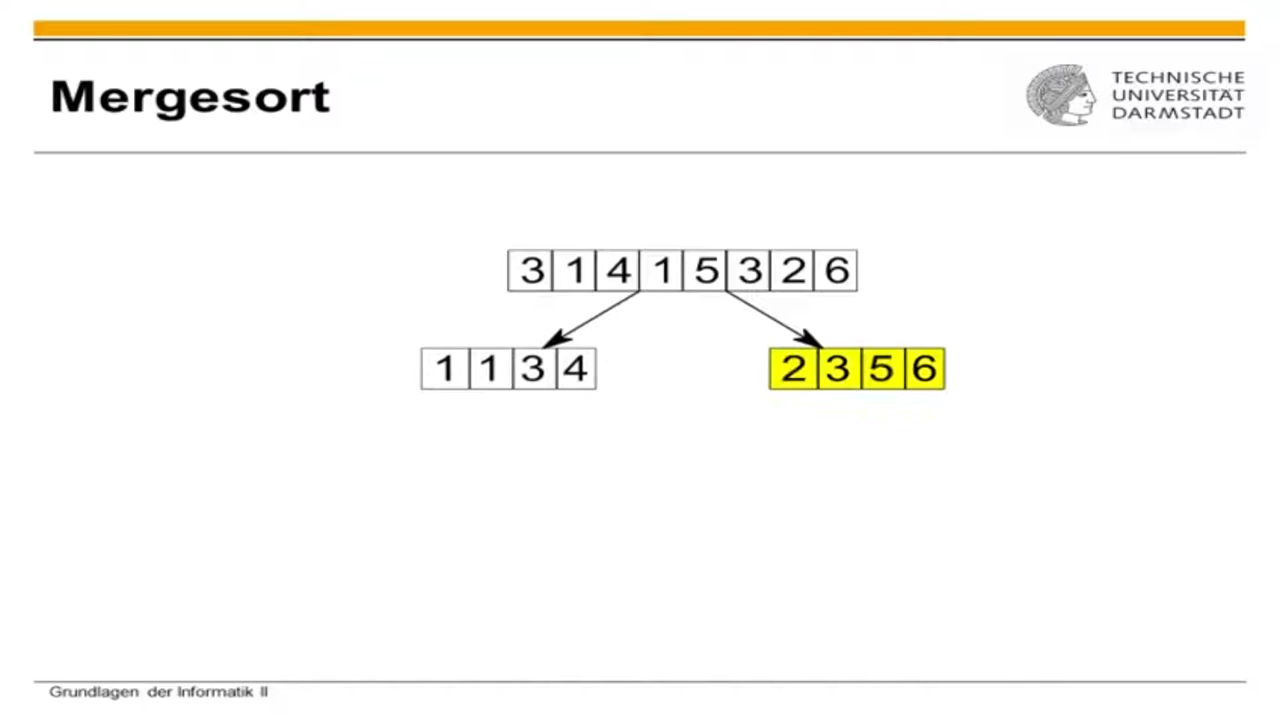 Mergesort
TECHNISCHE
UNIVERSITÄT
DARMSTADT
3 1 4 1 5 3 2 6
1 1 3 4 2 3 5 6
Grundlagen der Informatik II